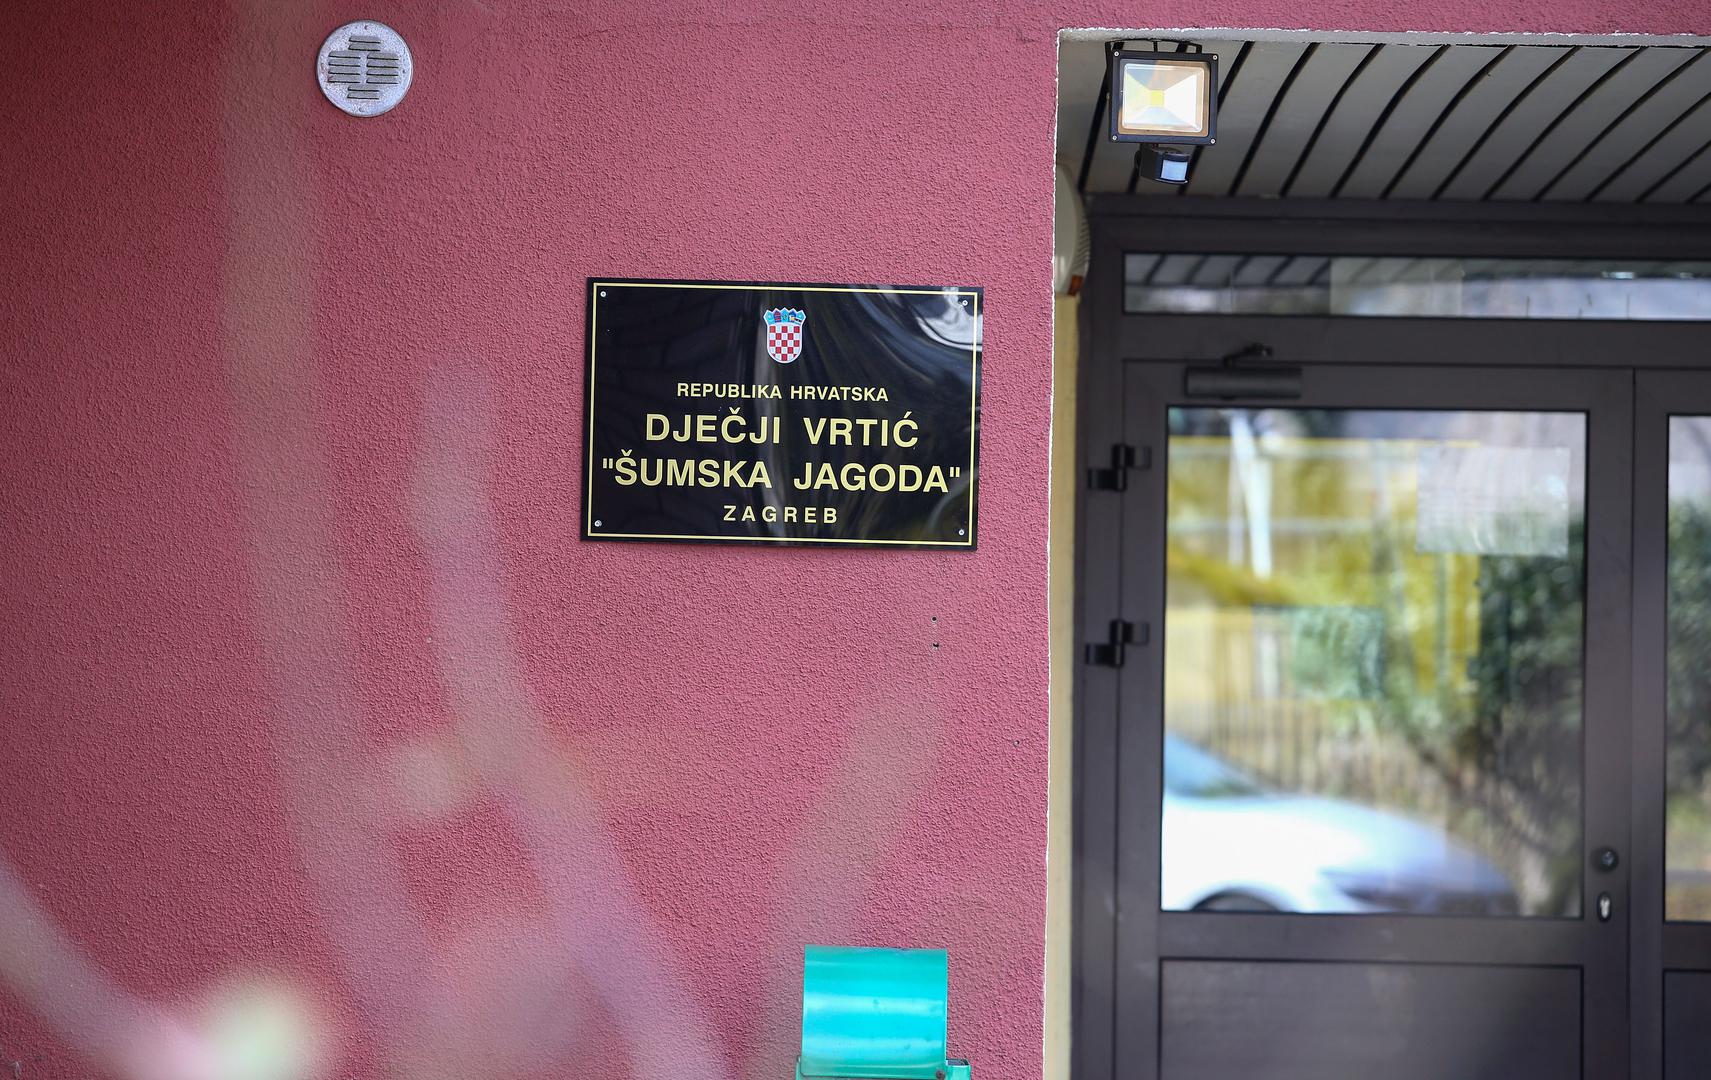 REPUBLIKA HRVATSKA
DJEČJI VRTIĆ
"ŠUMSKA JAGODA"
ZAGREB